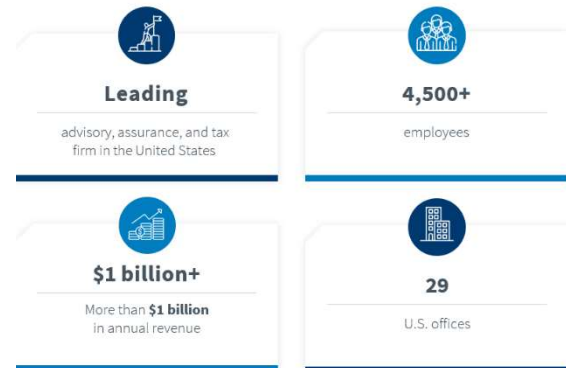 Leading
advisory, assurance, and tax
firm in the United States
4,500+
employees
$1 billion+
More than $1 billion
in annual revenue
29
U.S. offices